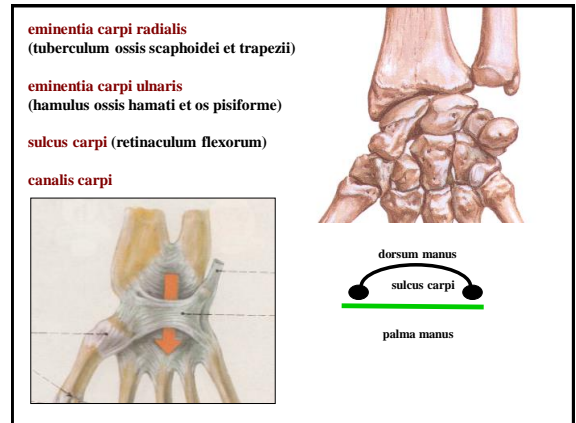 eminentia carpi radialis
(tuberculum ossis scaphoidei et trapezii)
eminentia carpi ulnaris
(hamulus ossis hamati et os pisiforme)
sulcus carpi (retinaculum flexorum)
canalis carpi
dorsum manus
sulcus carpi
palma manus